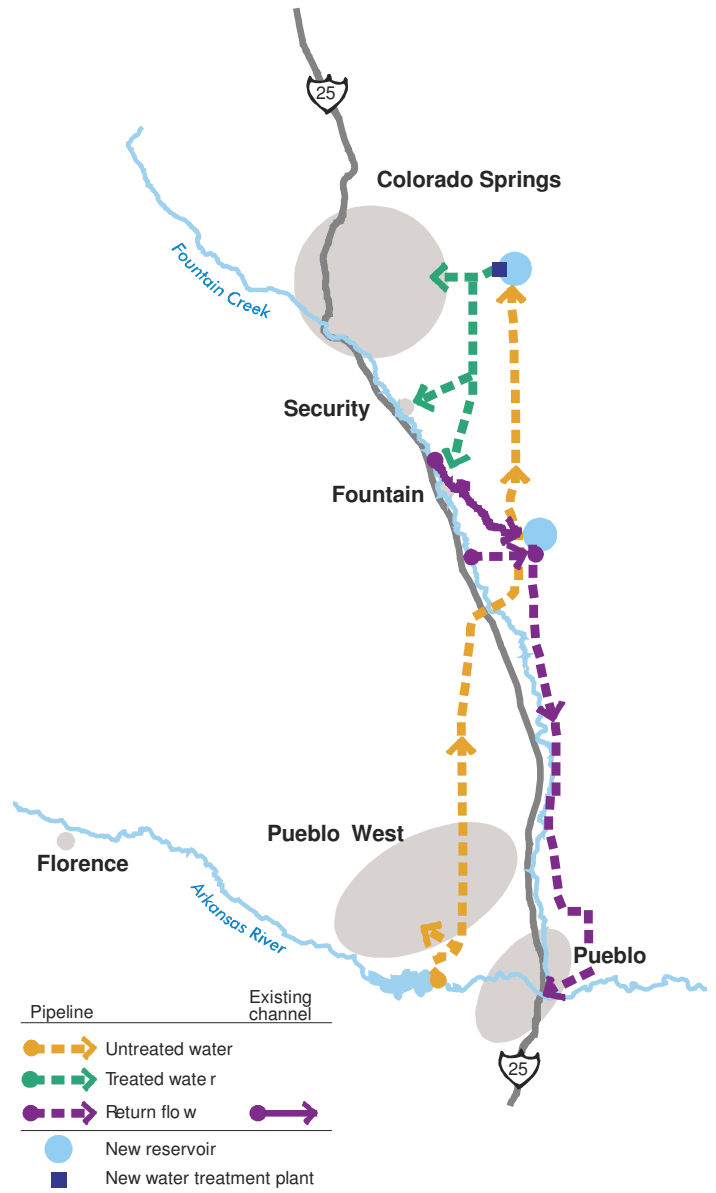 25
Colorado Springs
Fountain Creek
Security
Fountain
Pueblo West
Florence
Arkansas River
Pueblo
Pipeline
Existing
channel
Untreated water
Treated wate r
Return flo w
25
New reservoir
New water treatment plant